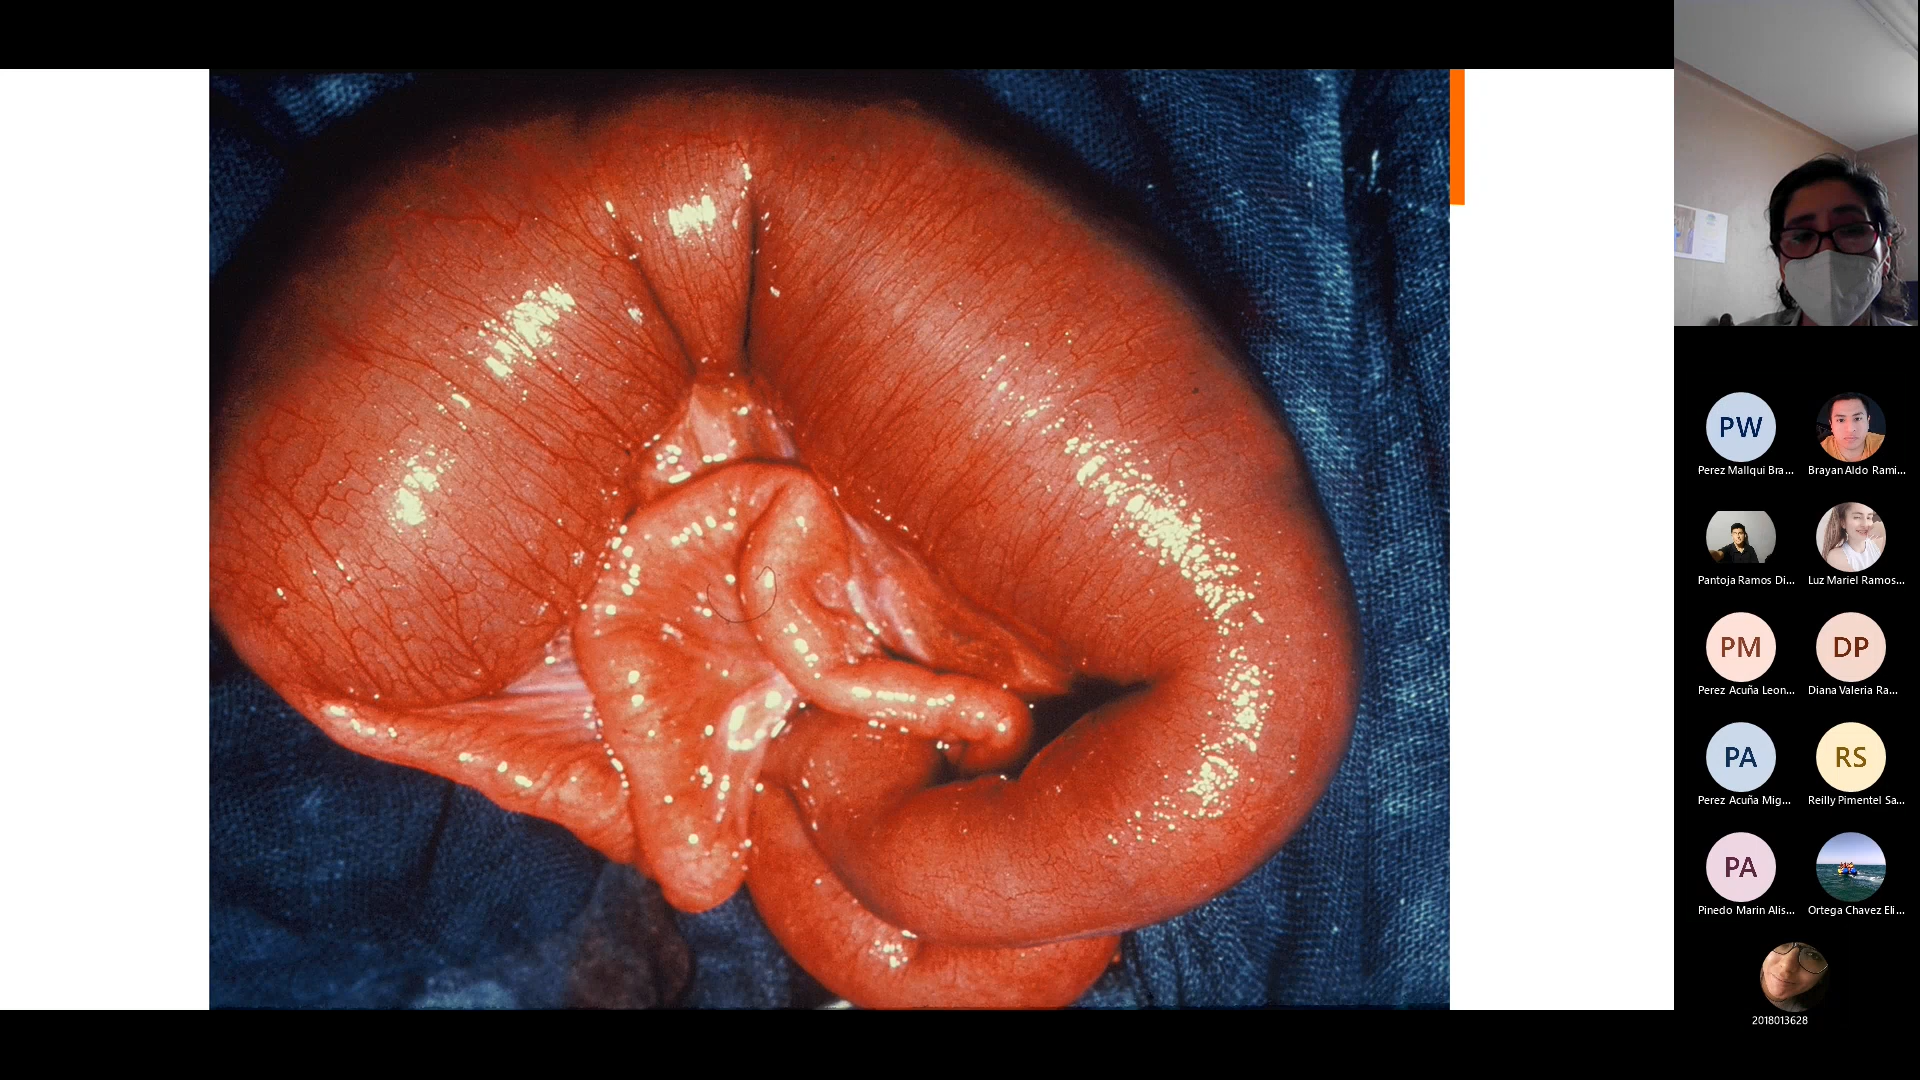 PW
Perez Mallqui Bra...
Brayan Aldo Rami...
Pantoja Ramos Di...
Luz Mariel Ramos...
PM
Perez Acuña Leon...
DP
Diana Valeria Ra...
PA
Perez Acuña Mig...
RS
Reilly Pimentel Sa...
PA
Pinedo Marin Alis...
Ortega Chavez Eli...
2018013628